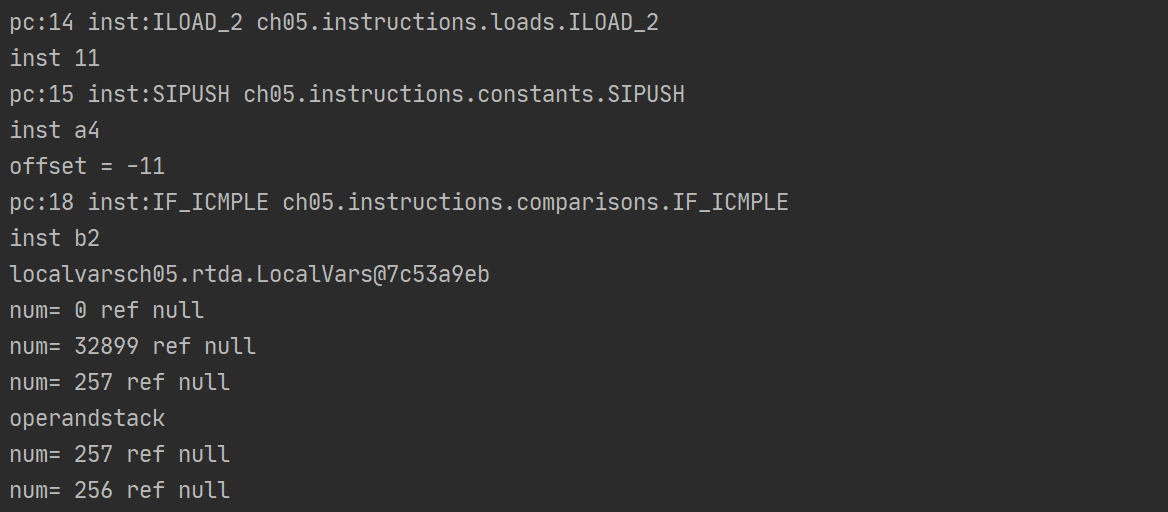 pc:14 inst:ILOAD_2 ch05.instructions.loads.ILOAD_2
inst 11
pc:15 inst:SIPUSH ch05.instructions.constants.SIPUSH
inst a4
offset = -11
pc:18 inst:IF_ICMPLE ch05.instructions.comparisons.IF_ICMPLE
inst b2
localvarsch05.rtda.LocalVars@7c53a9eb
num= 0 ref null
num= 32899 ref null
num= 257 ref null
operandstack
num= 257 ref null
num= 256 ref null